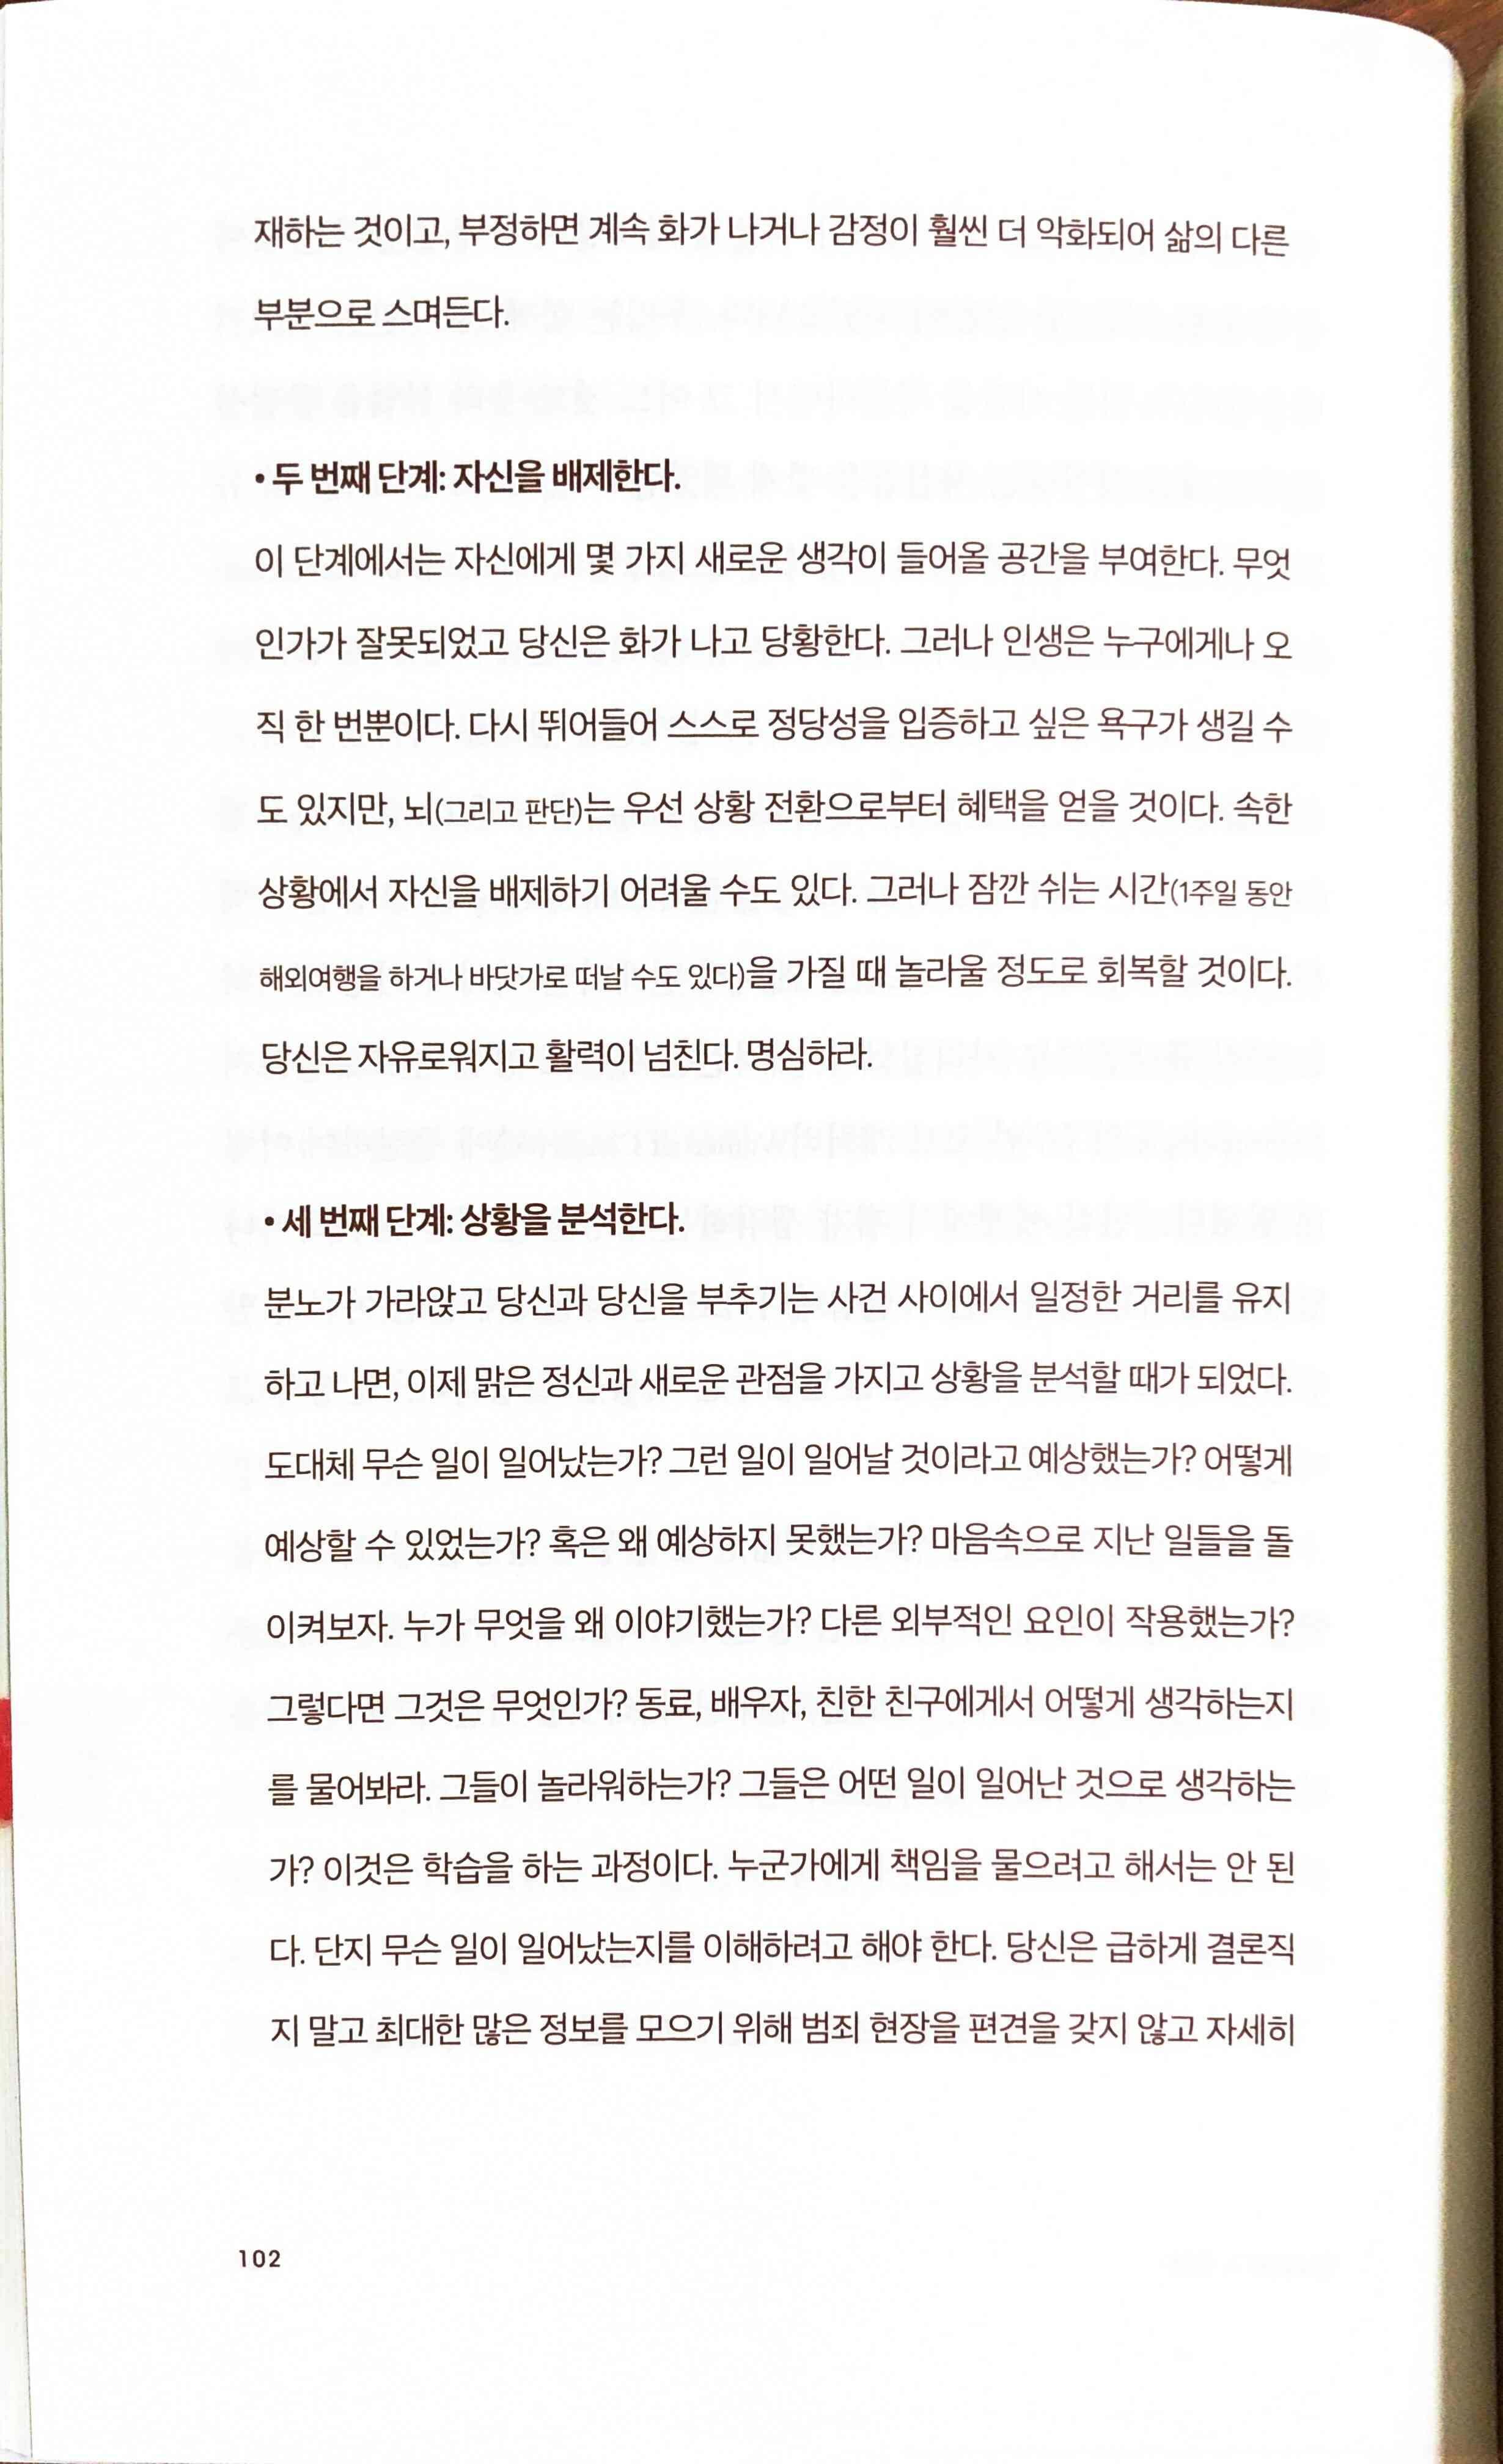 재하는 것이고, 부정하면 계속 화가 나거나 감정이 훨씬 더 악화되어 삶의 다른
부분으로 스며든다.
• 두 번째 단계: 자신을 배제한다.
이 단계에서는 자신에게 몇 가지 새로운 생각이 들어올 공간을 부여한다. 무엇
인가가 잘못되었고 당신은 화가 나고 당황한다. 그러나 인생은 누구에게나 오
직 한 번뿐이다. 다시 뛰어들어 스스로 정당성을 입증하고 싶은 욕구가 생길 수
도 있지만, 뇌(그리고 판단)는 우선 상황 전환으로부터 혜택을 얻을 것이다. 속한
상황에서 자신을 배제하기 어려울 수도 있다. 그러나 잠깐 쉬는 시간(1주일 동안
해외여행을 하거나 바닷가로 떠날 수도 있다)을 가질 때 놀라울 정도로 회복할 것이다.
당신은 자유로워지고 활력이 넘친다. 명심하라.
• 세 번째 단계: 상황을 분석한다.
분노가 가라앉고 당신과 당신을 부추기는 사건 사이에서 일정한 거리를 유지
하고 나면, 이제 맑은 정신과 새로운 관점을 가지고 상황을 분석할 때가 되었다.
도대체 무슨 일이 일어났는가? 그런 일이 일어날 것이라고 예상했는가? 어떻게
예상할 수 있었는가? 혹은 왜 예상하지 못했는가? 마음속으로 지난 일들을 돌
이켜보자. 누가 무엇을 왜 이야기했는가? 다른 외부적인 요인이 작용했는가?
그렇다면 그것은 무엇인가? 동료, 배우자, 친한 친구에게서 어떻게 생각하는지
를 물어봐라. 그들이 놀라워하는가? 그들은 어떤 일이 일어난 것으로 생각하는
가? 이것은 학습을 하는 과정이다. 누군가에게 책임을 물으려고 해서는 안 된
다. 단지 무슨 일이 일어났는지를 이해하려고 해야 한다. 당신은 급하게 결론직
지 말고 최대한 많은 정보를 모으기 위해 범죄 현장을 편견을 갖지 않고 자세히
102